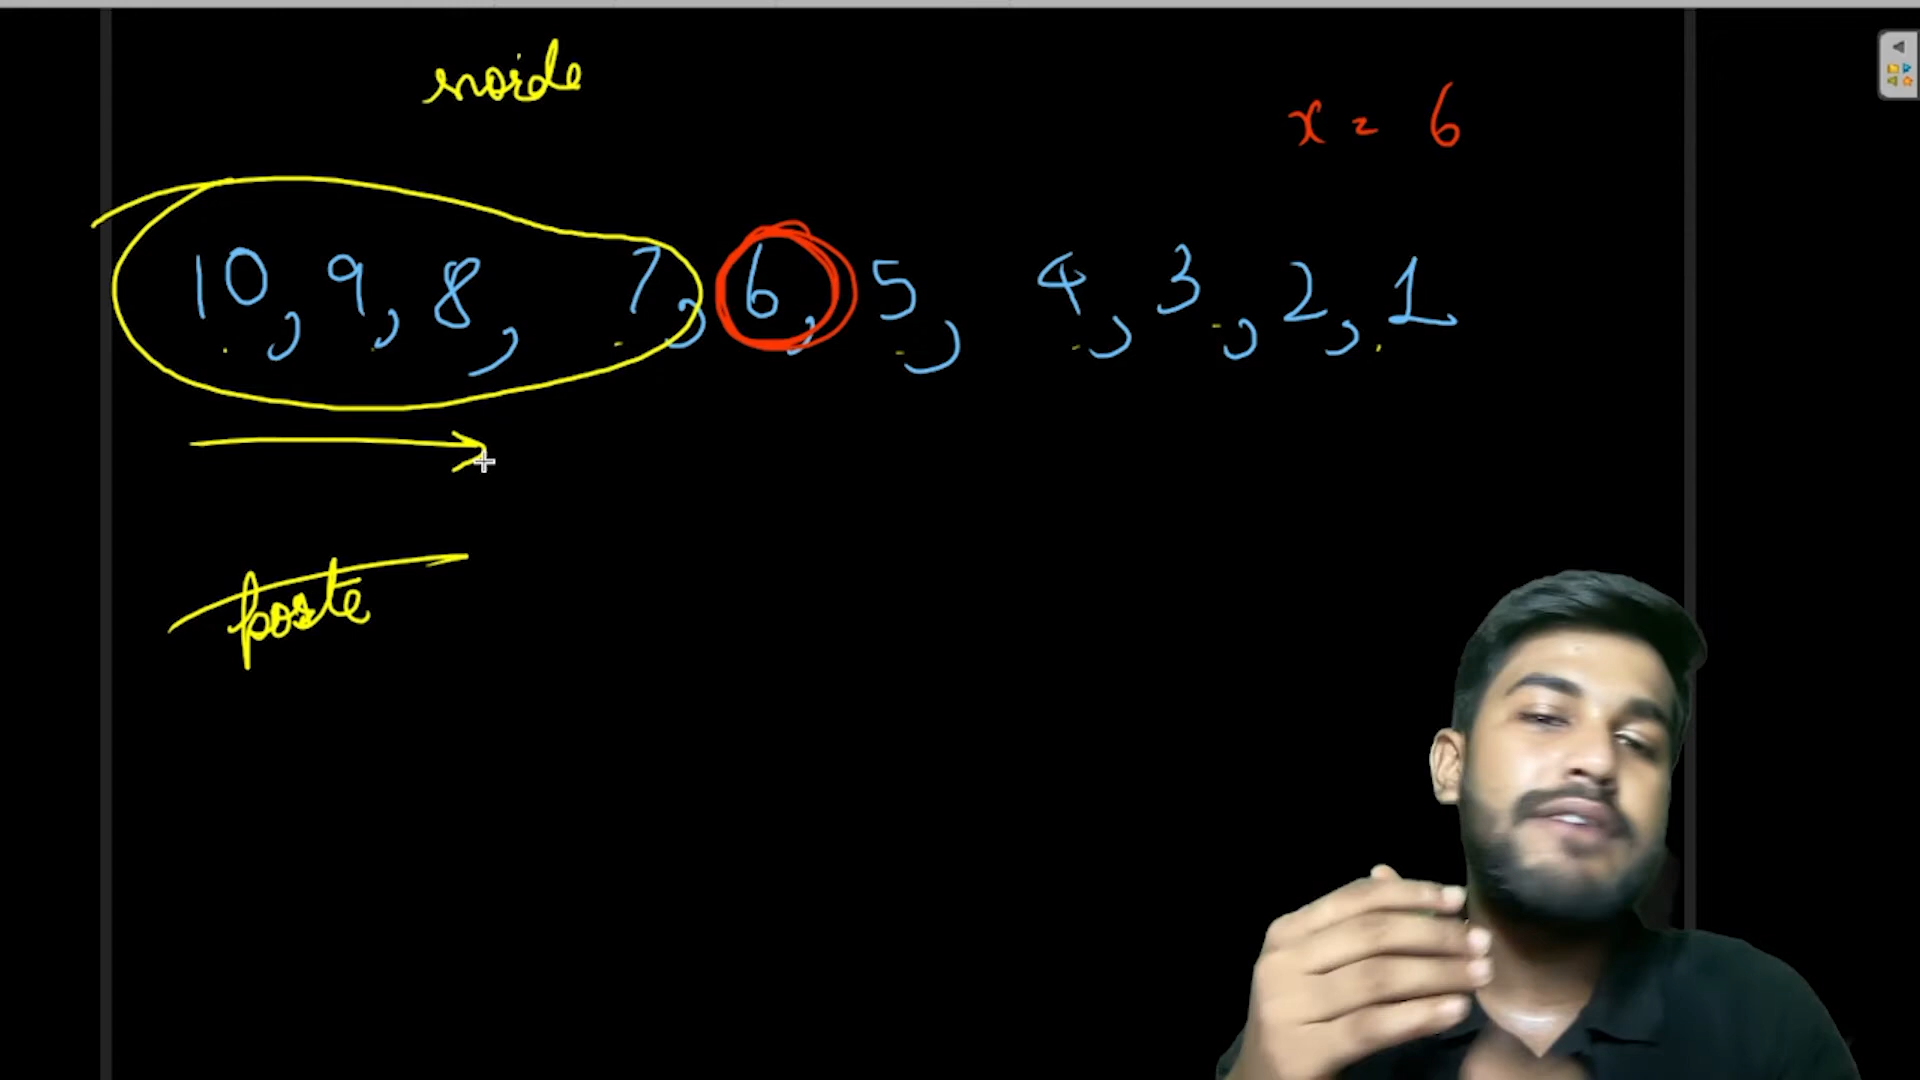 x = 6
10, 9, 8, 7, 6, 5, 4, 3, 2, 1